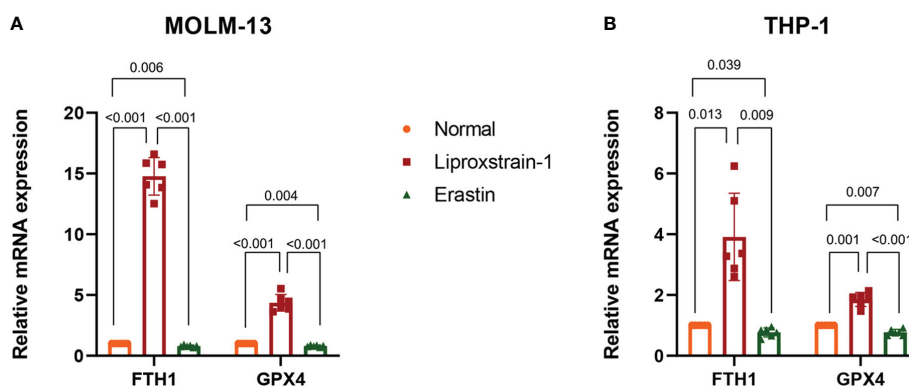 A
MOLM-13
Relative mRNA expression
20
15
10
5
0
0.006
<0.001
<0.001
0.004
<0.001
<0.001
FTH1
GPX4
Normal
Liproxstrain-1
Erastin
B
THP-1
Relative mRNA expression
8
6
4
2
0
0.039
0.013
0.009
0.007
0.001
<0.001
FTH1
GPX4